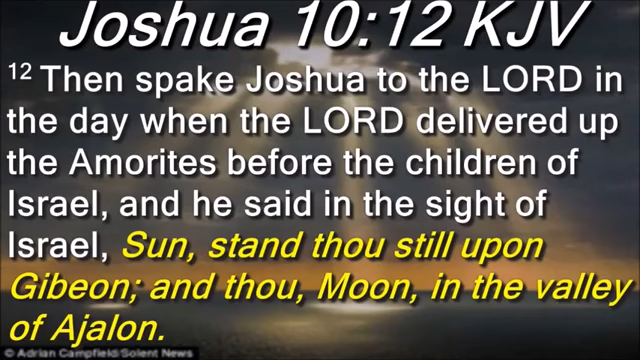 Joshua 10:12 KJV
12 Then spake Joshua to the LORD in
the day when the LORD delivered up
the Amorites before the children of
Israel, and he said in the sight of
Israel, Sun, stand thou still upon
Gibeon; and thou, Moon, in the valley
of Ajalon.
© Adrian Campfield/Solent News